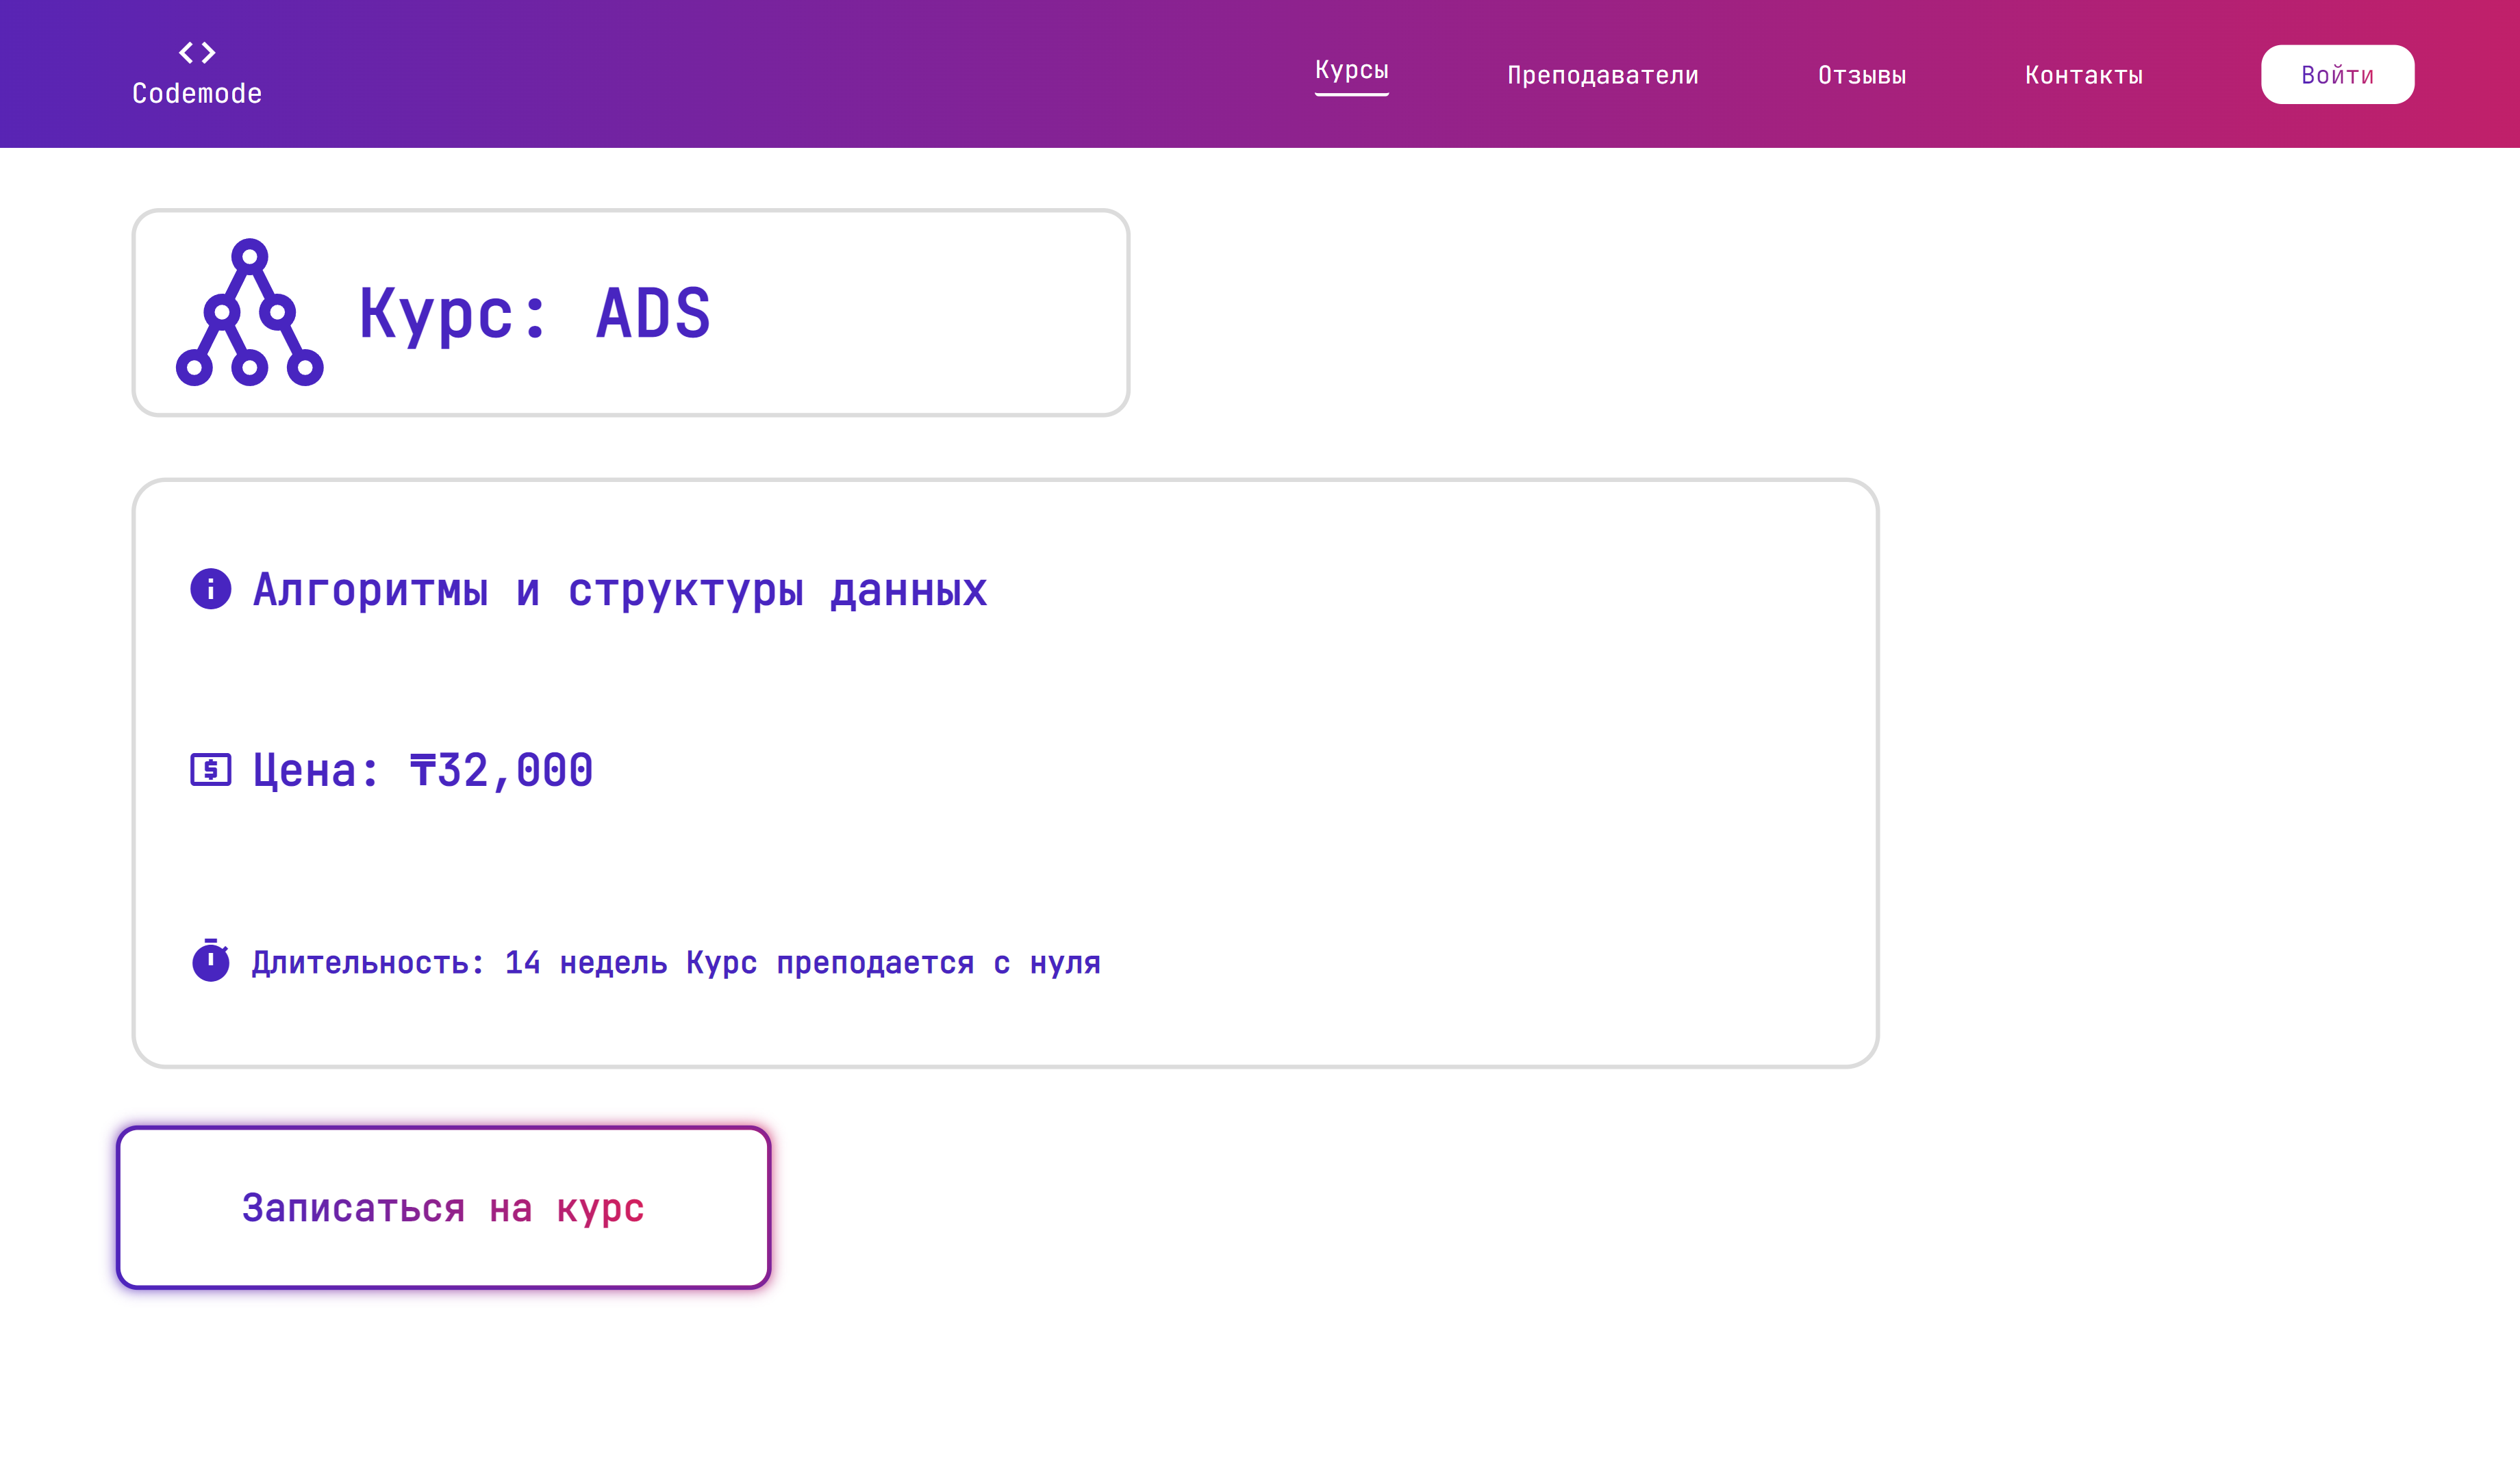 Codemode
Курсы
Преподаватели
Отзывы
Контакты
Войти
Курс: ADS
Алгоритмы и структуры данных
Цена: ₸32,000
Длительность: 14 недель Курс преподается с нуля
Записаться на курс